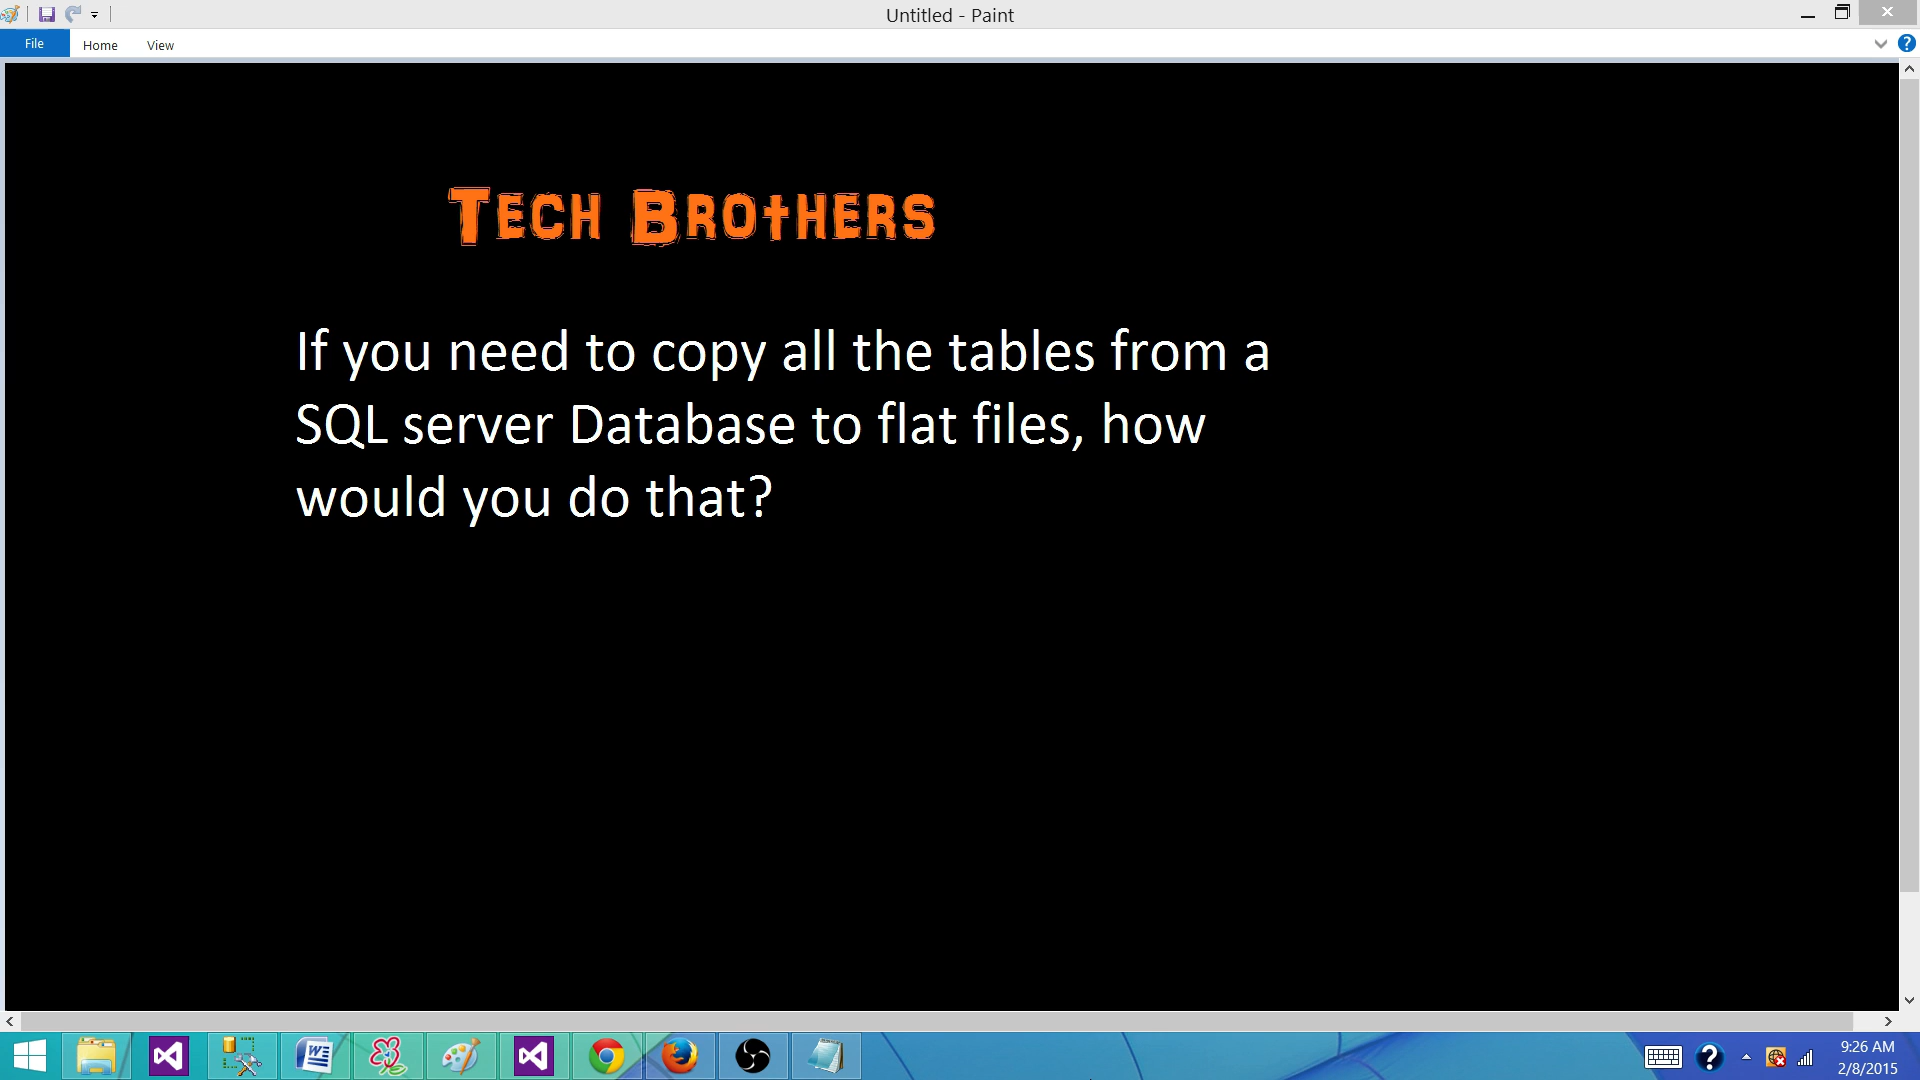 Untitled - Paint
File
Home
View
Tech Brothers
If you need to copy all the tables from a
SQL server Database to flat files, how
would you do that?
9:26 AM
2/8/2015